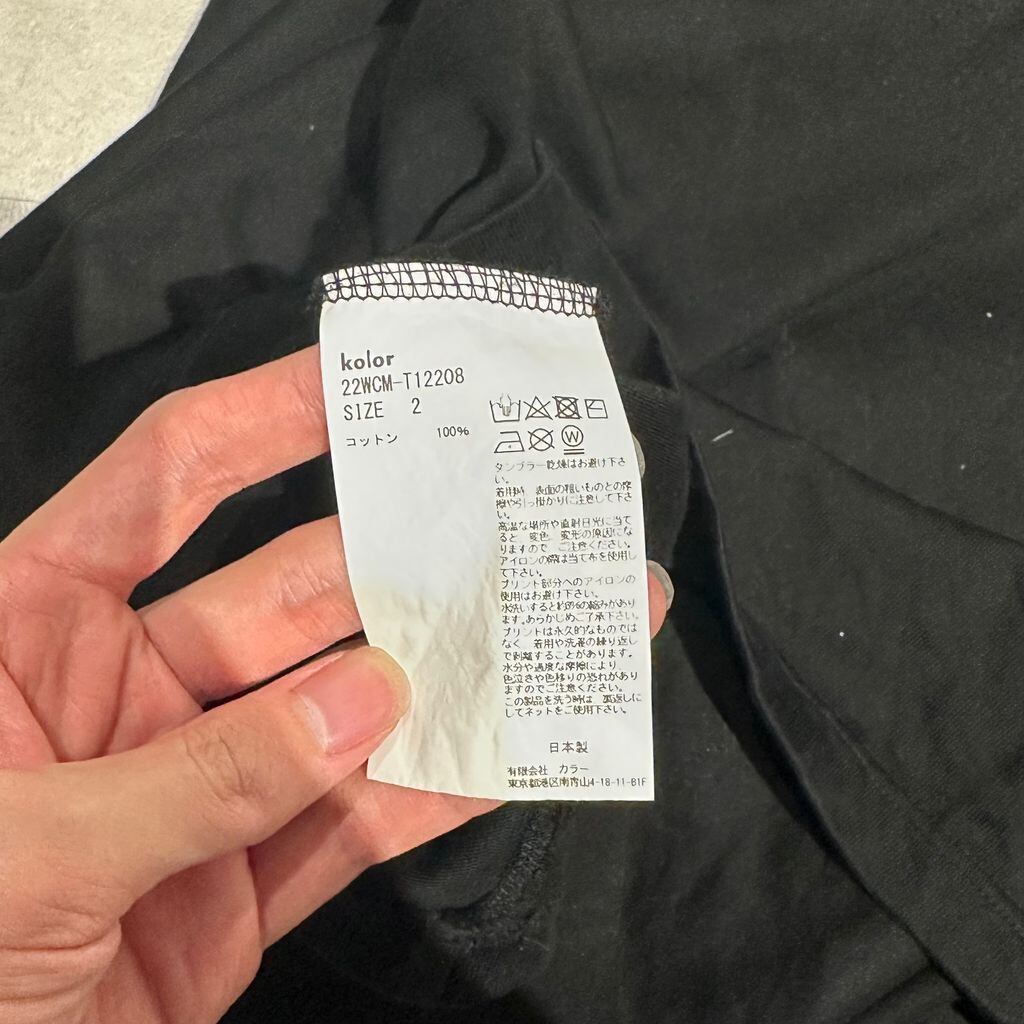 kolor
22WCM-T12208
SIZE 2
コットン 100%
W
タンブラー乾燥はお避け下さ
い。
着用時 表面の粗いものとの摩
擦や引っ掛かりに注意して下さ
い。
高温な場所や直射日光に当て
ると 変色 変形の原因にな
りますので ご注意ください。
アイロンの際は当て布を使用し
て下さい。
プリント部分へのアイロンの
使用はお避け下さい。
水洗いすると約 の縮みがあり
ます。あらかじめご了承下さい。
プリントは永久的なものでは
なく 着用や洗濯の繰り返し
で剥離することがあります。
水分や過度な摩擦により
色泣きや色移りの恐れがあり
ますのでご注意ください。
この製品を洗う時は 裏返しに
してネットをご使用下さい。
日本製
有限会社 カラー
東京都港区南青山4-18-11-B1F